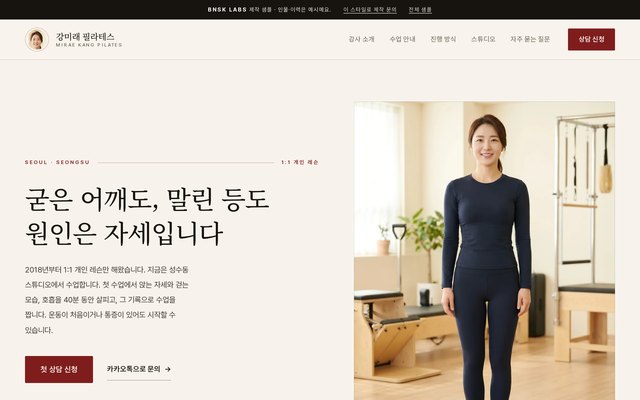 BNSK LABS 제작 샘플 · 인물·이력은 예시예요. 이 스타일로 제작 문의 전체 샘플
강미래 필라테스
MIRAE KANG PILATES
강사 소개 수업 안내 진행 방식 스튜디오 자주 묻는 질문 상담 신청
SEOUL · SEONGSU 1:1 개인 레슨
굳은 어깨도, 말린 등도
원인은 자세입니다
2018년부터 1:1 개인 레슨만 해왔습니다. 지금은 성수동
스튜디오에서 수업합니다. 첫 수업에서 앉는 자세와 걷는
모습, 호흡을 40분 동안 살피고, 그 기록으로 수업을
짭니다. 운동이 처음이거나 통증이 있어도 시작할 수
있습니다.
첫 상담 신청 카카오톡으로 문의 →